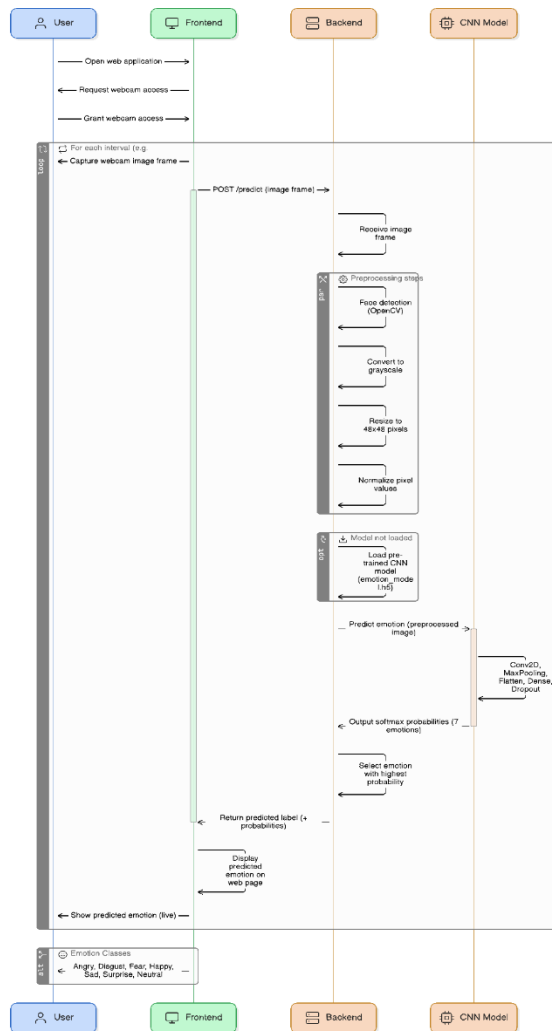 User Frontend Backend CNN Model
Open web application
Request webcam access
Grant webcam access
loop
For each interval (e.g.
Capture webcam image frame
POST /predict (image frame)
Receive image
frame
par
Preprocessing steps
Face detection
(OpenCV)
Convert to
grayscale
Resize to
48x48 pixels
Normalize pixel
values
opt
Model not loaded
Load pre-
trained CNN
model
(emotion_mode
l.h5)
Predict emotion (preprocessed
image)
Conv2D,
MaxPooling,
Flatten, Dense,
Dropout
Output softmax probabilities (7
emotions)
Select emotion
with highest
probability
Return predicted label (+
probabilities)
Display
predicted
emotion on
web page
Show predicted emotion (live)
alt
Emotion Classes
Angry, Disgust, Fear, Happy,
Sad, Surprise, Neutral
User Frontend Backend CNN Model